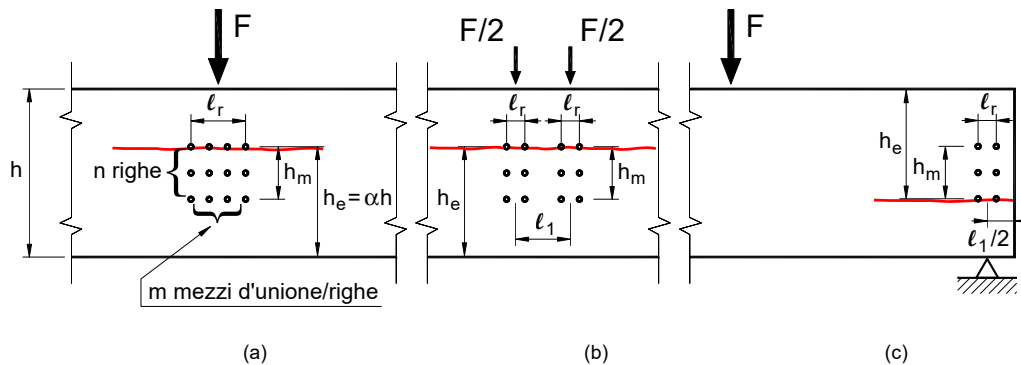 F
F/2 F/2
F
ℓr
ℓr ℓr
ℓr
h
n righe
hm
he = αh
he
hm
ℓ1
he
hm
ℓ1/2
m mezzi d'unione/righe
(a) (b) (c)